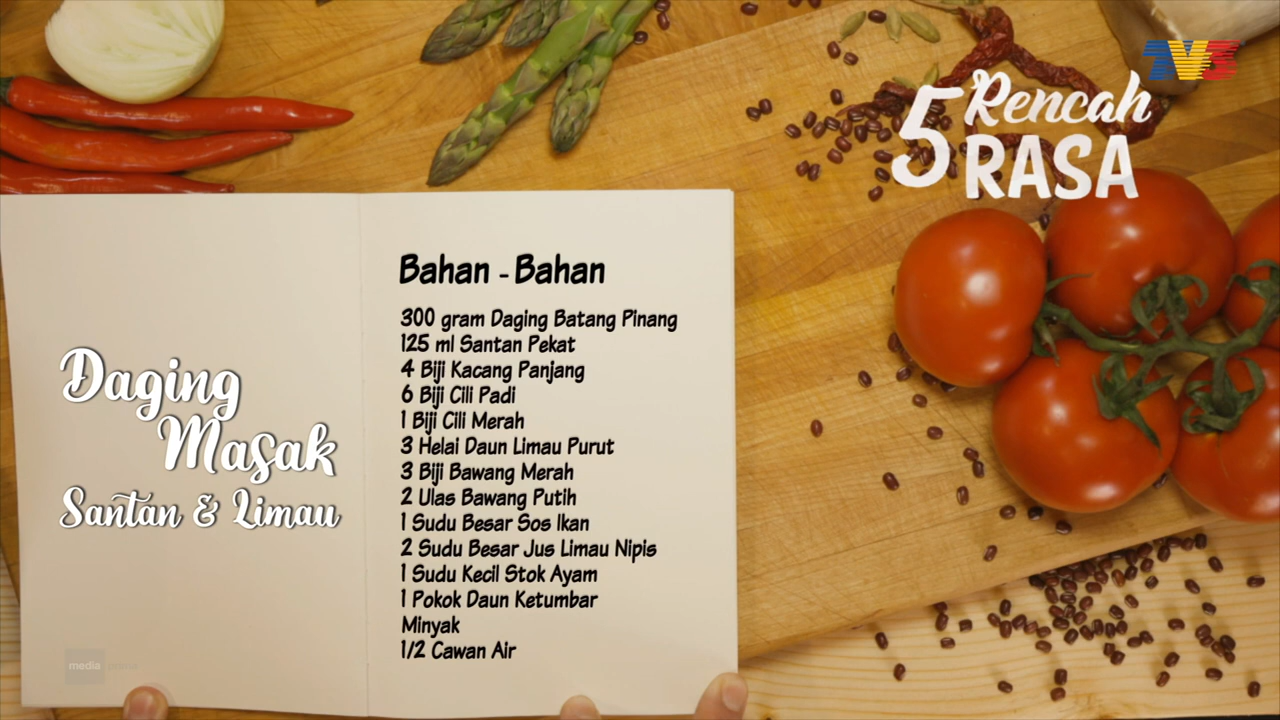 TV3
5 Rencah
RASA
Daging
Masak
Santan & Limau
Bahan - Bahan
300 gram Daging Batang Pinang
125 ml Santan Pekat
4 Biji Kacang Panjang
6 Biji Cili Padi
1 Biji Cili Merah
3 Helai Daun Limau Purut
3 Biji Bawang Merah
2 Ulas Bawang Putih
1 Sudu Besar Sos Ikan
2 Sudu Besar Jus Limau Nipis
1 Sudu Kecil Stok Ayam
1 Pokok Daun Ketumbar
Minyak
1/2 Cawan Air
media